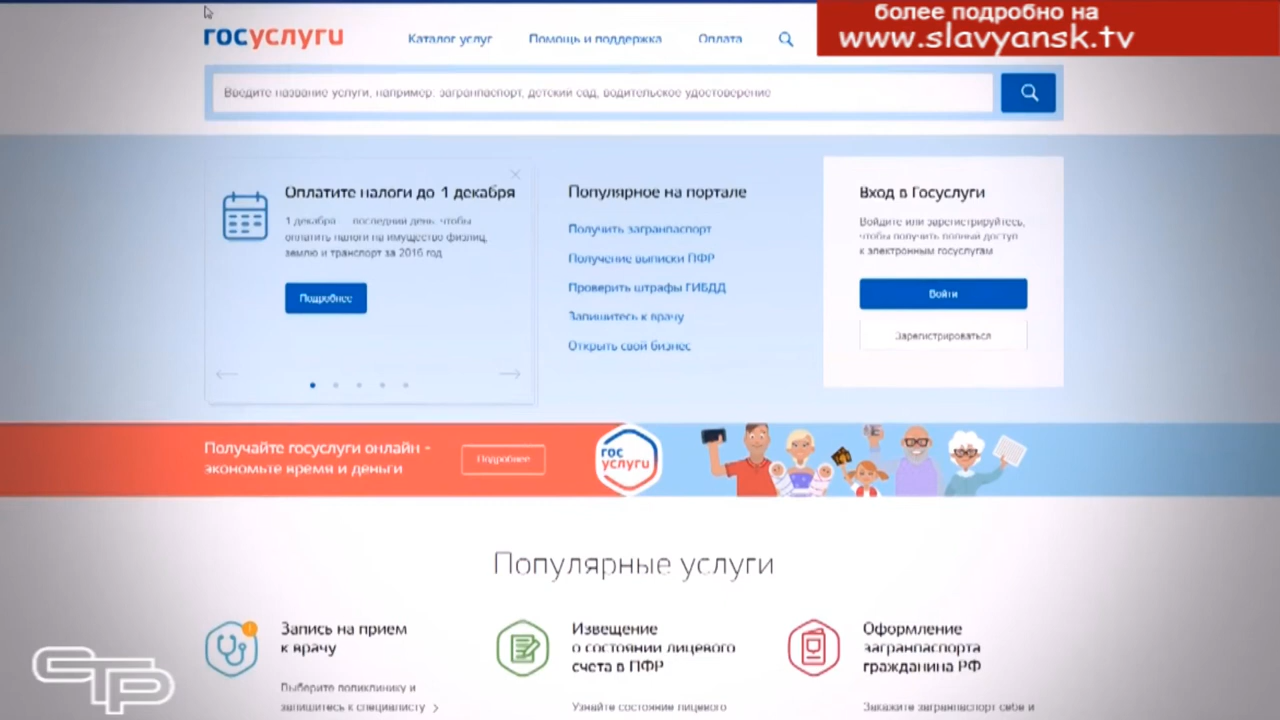 более подробно на
www.slavyansk.tv
госуслуги
Каталог услуг
Помощь и поддержка
Оплата
Введите название услуги, например: загранпаспорт, детский сад, водительское удостоверение
Оплатите налоги до 1 декабря
1 декабря – последний день, чтобы
оплатить налоги на имущество физлиц,
землю и транспорт за 2016 год
Подробнее
Популярное на портале
Получить загранпаспорт
Получение выписки ПФР
Проверить штрафы ГИБДД
Запишитесь к врачу
Открыть свой бизнес
Вход в Госуслуги
Войдите или зарегистрируйтесь,
чтобы получить полный доступ
к электронным госуслугам
Войти
Зарегистрироваться
Получайте госуслуги онлайн -
экономьте время и деньги
Подробнее
гос
услуги
Популярные услуги
Запись на прием
к врачу
Выберите поликлинику и
запишитесь к специалисту
Извещение
о состоянии лицевого
счета в ПФР
Узнайте состояние лицевого
Оформление
загранпаспорта
гражданина РФ
Закажите загранпаспорт себе и
СТР